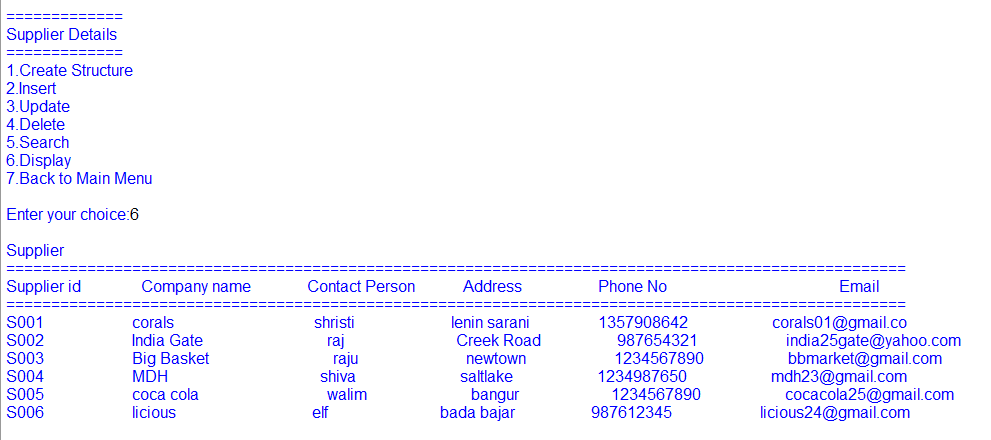 =============
Supplier Details
=============
1.Create Structure
2.Insert
3.Update
4.Delete
5.Search
6.Display
7.Back to Main Menu
Enter your choice:6
Supplier
====================================================================================================
Supplier id Company name Contact Person Address Phone No Email
====================================================================================================
S001 corals shristi lenin sarani 1357908642 corals01@gmail.co
S002 India Gate raj Creek Road 987654321 india25gate@yahoo.com
S003 Big Basket raju newtown 1234567890 bbmarket@gmail.com
S004 MDH shiva saltlake 1234987650 mdh23@gmail.com
S005 coca cola walim bangur 1234567890 cocacola25@gmail.com
S006 licious elf bada bajar 987612345 licious24@gmail.com